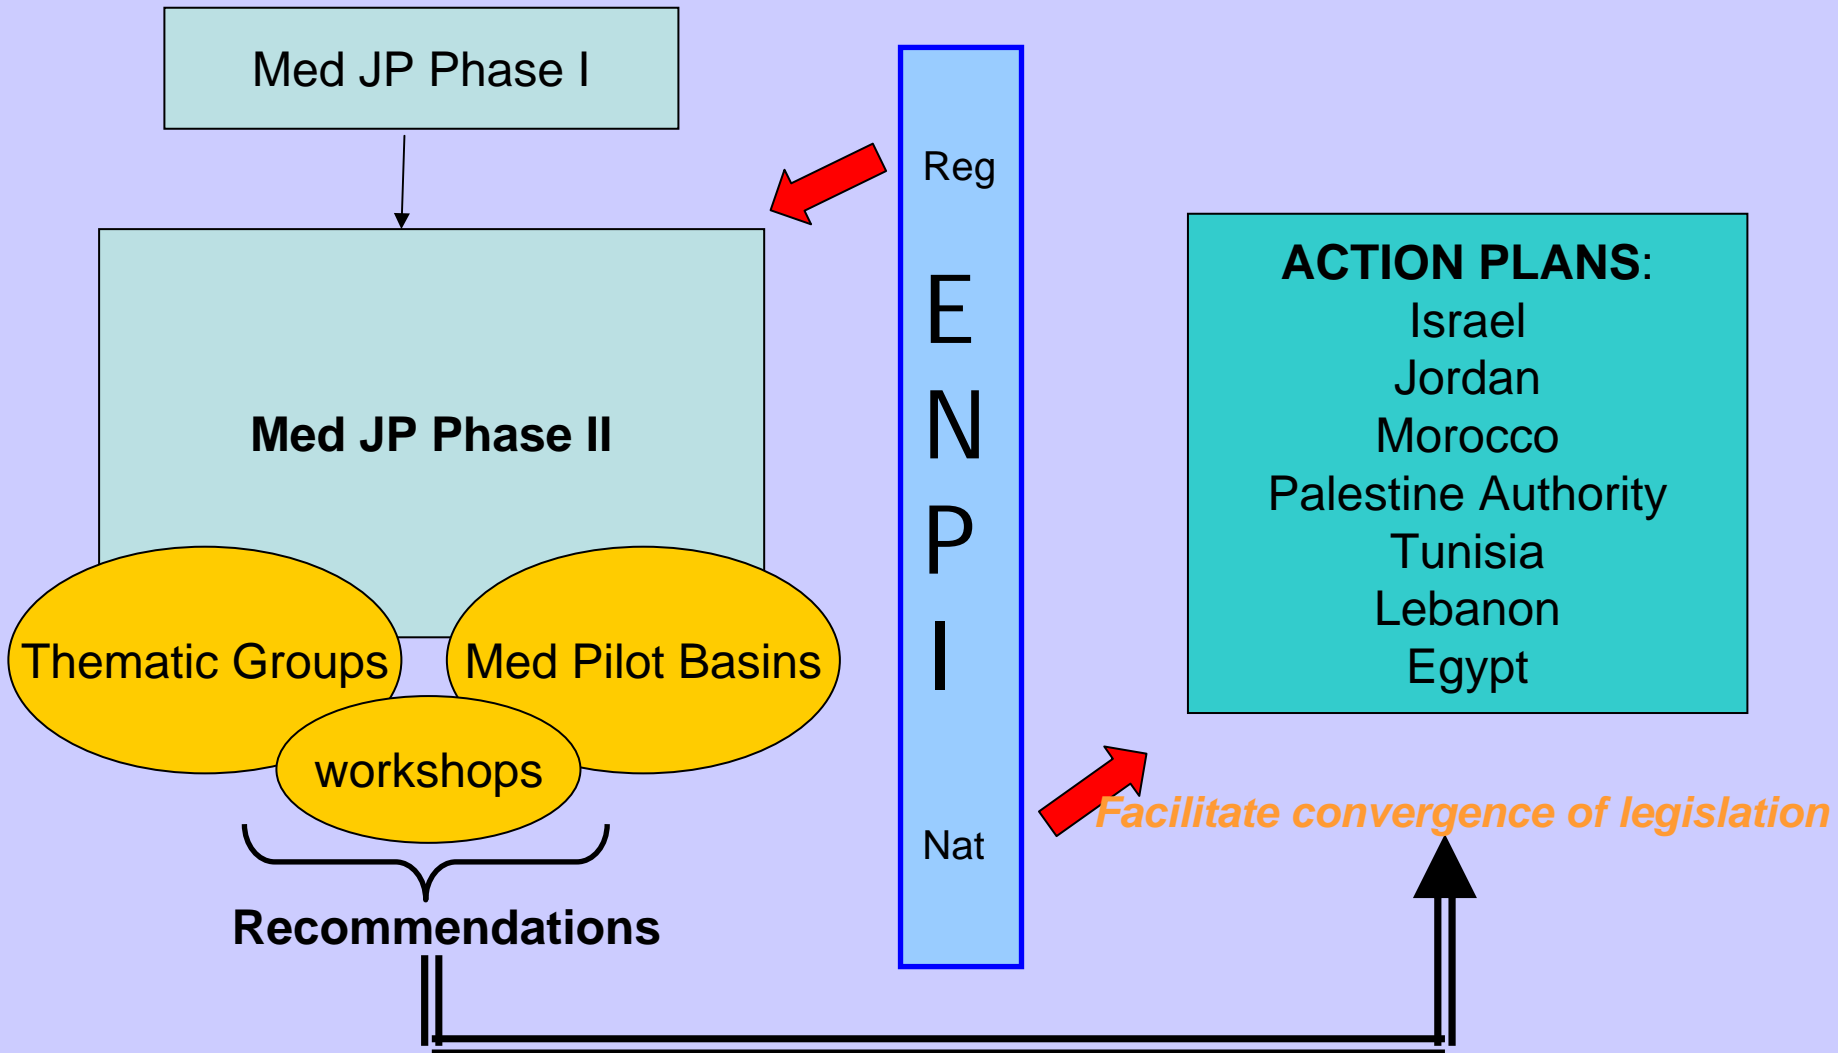 Med JP Phase I
Med JP Phase II
Thematic Groups
Med Pilot Basins
workshops
Recommendations
Reg
E
N
P
I
Nat
ACTION PLANS:
Israel
Jordan
Morocco
Palestine Authority
Tunisia
Lebanon
Egypt
Facilitate convergence of legislation